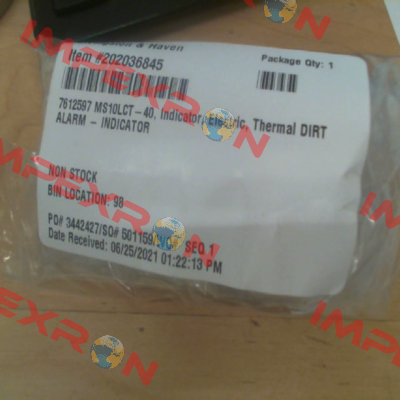 & Haven
Item #202036845
Package Qty: 1
7612597 MS10LCT-40, Indicator, Electric, Thermal DIRT
ALARM - INDICATOR
NON STOCK
BIN LOCATION: 98
PO# 3442427/SO# 501159 SEQ 1
Date Received: 06/25/2021 01:22:13 PM
IMPEXRON
IMPEXRON
IMPEXRON